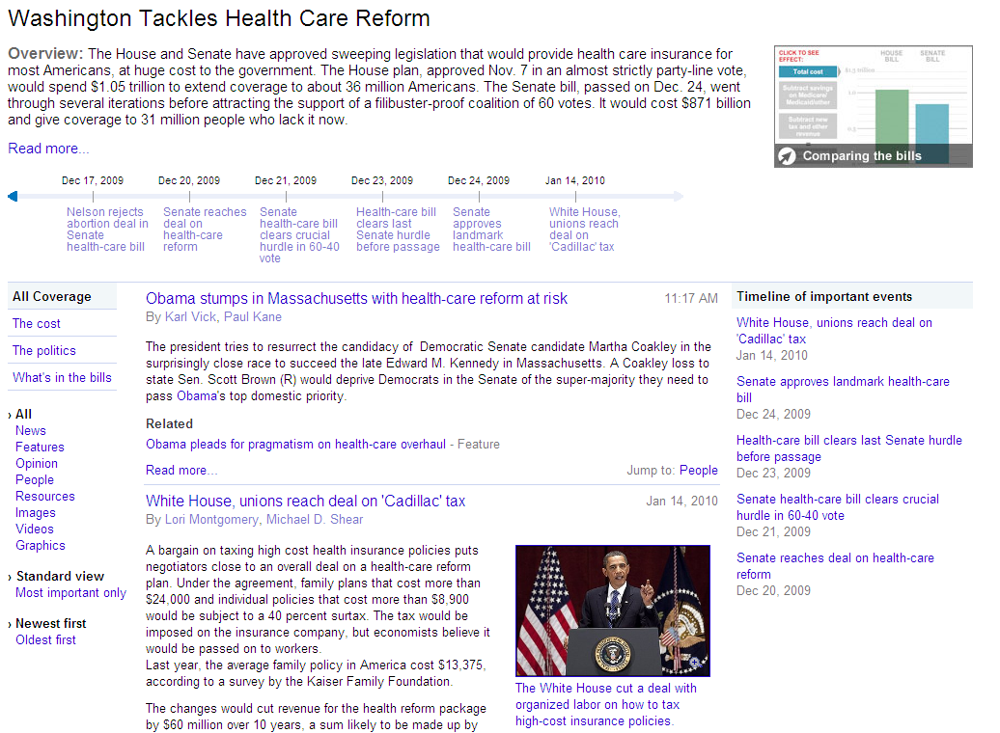 Washington Tackles Health Care Reform
Overview: The House and Senate have approved sweeping legislation that would provide health care insurance for
most Americans, at huge cost to the government. The House plan, approved Nov. 7 in an almost strictly party-line vote,
would spend $1.05 trillion to extend coverage to about 36 million Americans. The Senate bill, passed on Dec. 24, went
through several iterations before attracting the support of a filibuster-proof coalition of 60 votes. It would cost $871 billion
and give coverage to 31 million people who lack it now.
Read more...
CLICK TO SEE
EFFECT:
HOUSE
BILL
SENATE
BILL
Total cost
$1.5 trillion
Subtract savings
on Medicare/
Medicaid/other
1.0
Subtract new
tax and other
revenue
0.5
Comparing the bills
Dec 17, 2009
Nelson rejects
abortion deal in
Senate
health-care bill
Dec 20, 2009
Senate reaches
deal on
health-care
reform
Dec 21, 2009
Senate
health-care bill
clears crucial
hurdle in 60-40
vote
Dec 23, 2009
Health-care bill
clears last
Senate hurdle
before passage
Dec 24, 2009
Senate
approves
landmark
health-care bill
Jan 14, 2010
White House,
unions reach
deal on
'Cadillac' tax
All Coverage
The cost
The politics
What's in the bills
› All
News
Features
Opinion
People
Resources
Images
Videos
Graphics
› Standard view
Most important only
› Newest first
Oldest first
Obama stumps in Massachusetts with health-care reform at risk
11:17 AM
By Karl Vick, Paul Kane
The president tries to resurrect the candidacy of Democratic Senate candidate Martha Coakley in the
surprisingly close race to succeed the late Edward M. Kennedy in Massachusetts. A Coakley loss to
state Sen. Scott Brown (R) would deprive Democrats in the Senate of the super-majority they need to
pass Obama's top domestic priority.
Related
Obama pleads for pragmatism on health-care overhaul - Feature
Read more...
Jump to: People
White House, unions reach deal on 'Cadillac' tax
Jan 14, 2010
By Lori Montgomery, Michael D. Shear
A bargain on taxing high cost health insurance policies puts
negotiators close to an overall deal on a health-care reform
plan. Under the agreement, family plans that cost more than
$24,000 and individual policies that cost more than $8,900
would be subject to a 40 percent surtax. The tax would be
imposed on the insurance company, but economists believe it
would be passed on to workers.
Last year, the average family policy in America cost $13,375,
according to a survey by the Kaiser Family Foundation.
The changes would cut revenue for the health reform package
by $60 million over 10 years, a sum likely to be made up by
The White House cut a deal with
organized labor on how to tax
high-cost insurance policies.
Timeline of important events
White House, unions reach deal on
'Cadillac' tax
Jan 14, 2010
Senate approves landmark health-care
bill
Dec 24, 2009
Health-care bill clears last Senate hurdle
before passage
Dec 23, 2009
Senate health-care bill clears crucial
hurdle in 60-40 vote
Dec 21, 2009
Senate reaches deal on health-care
reform
Dec 20, 2009